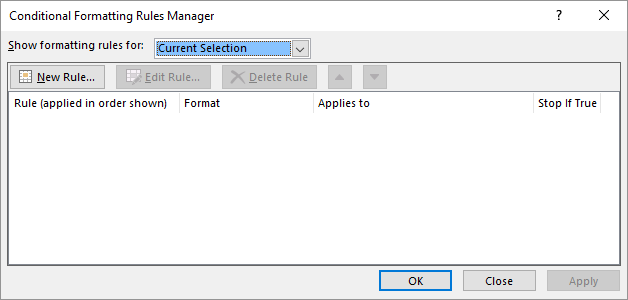 Conditional Formatting Rules Manager ?
Show formatting rules for: Current Selection
New Rule... Edit Rule... Delete Rule
Rule (applied in order shown) Format Applies to Stop If True
OK Close Apply